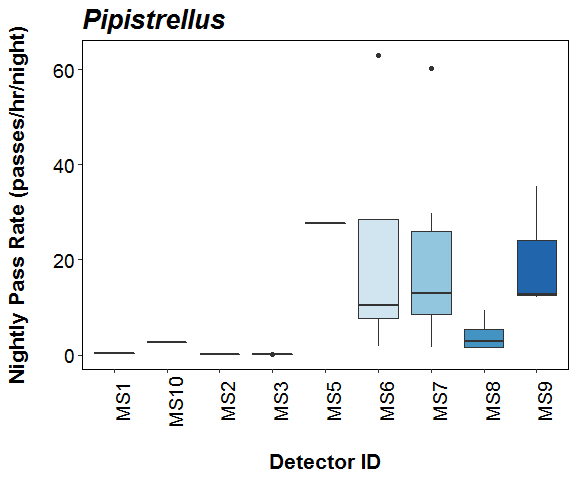 Pipistrellus
Nightly Pass Rate (passes/hr/night)
60
40
20
0
MS1
MS10
MS2
MS3
MS5
MS6
MS7
MS8
MS9
Detector ID